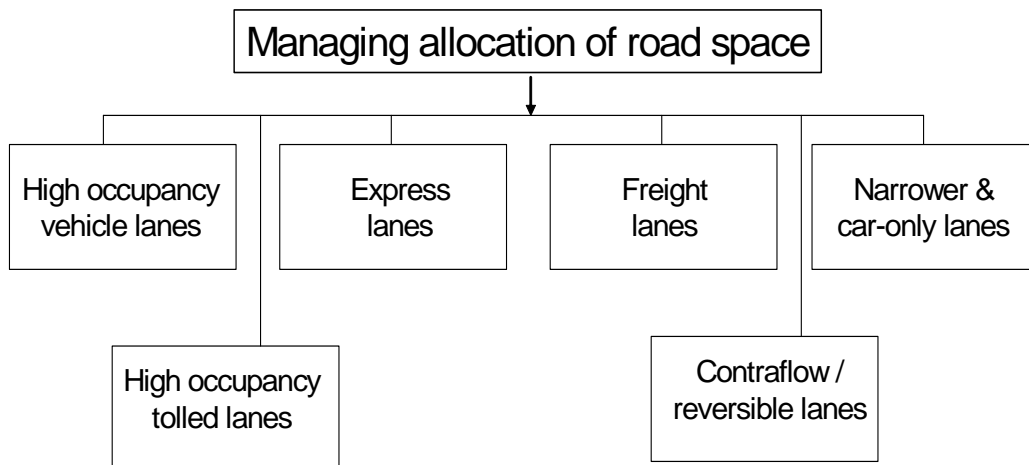 Managing allocation of road space
High occupancy
vehicle lanes
Express
lanes
Freight
lanes
Narrower &
car-only lanes
High occupancy
tolled lanes
Contraflow /
reversible lanes